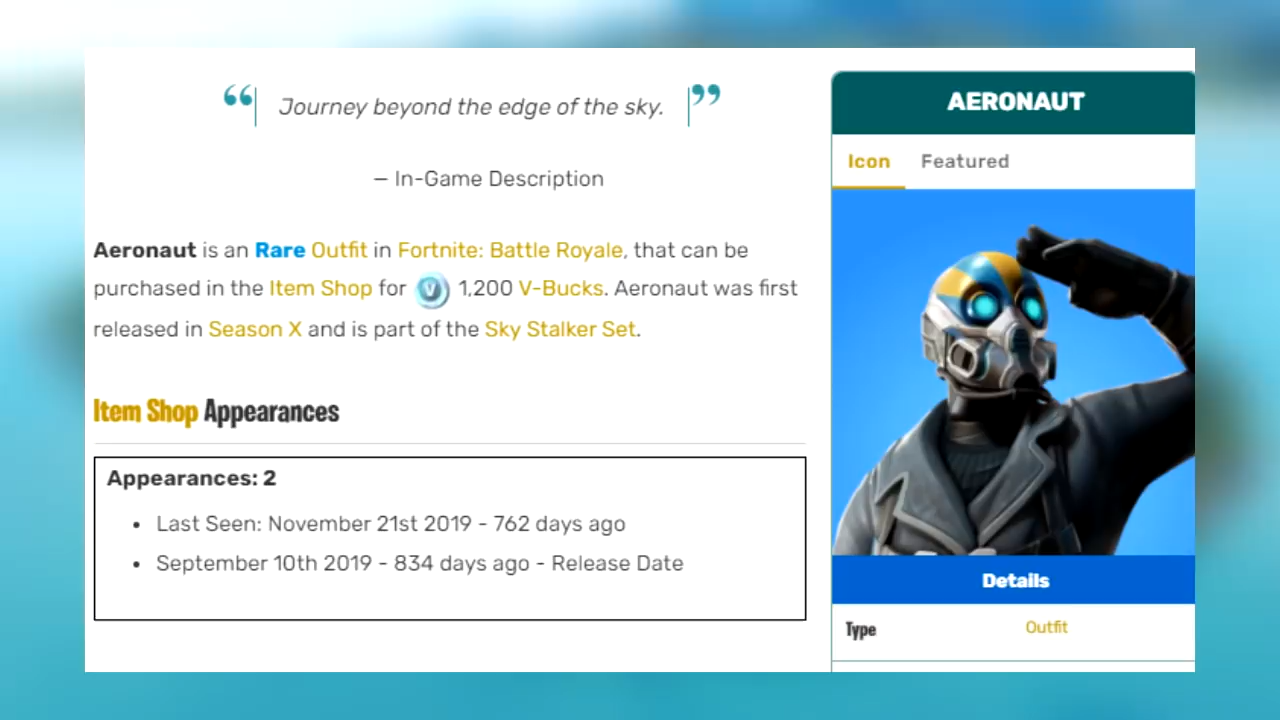 “ Journey beyond the edge of the sky. ”
— In-Game Description
Aeronaut is an Rare Outfit in Fortnite: Battle Royale, that can be
purchased in the Item Shop for V 1,200 V-Bucks. Aeronaut was first
released in Season X and is part of the Sky Stalker Set.
Item Shop Appearances
Appearances: 2
• Last Seen: November 21st 2019 - 762 days ago
• September 10th 2019 - 834 days ago - Release Date
AERONAUT
Icon Featured
Details
Type Outfit